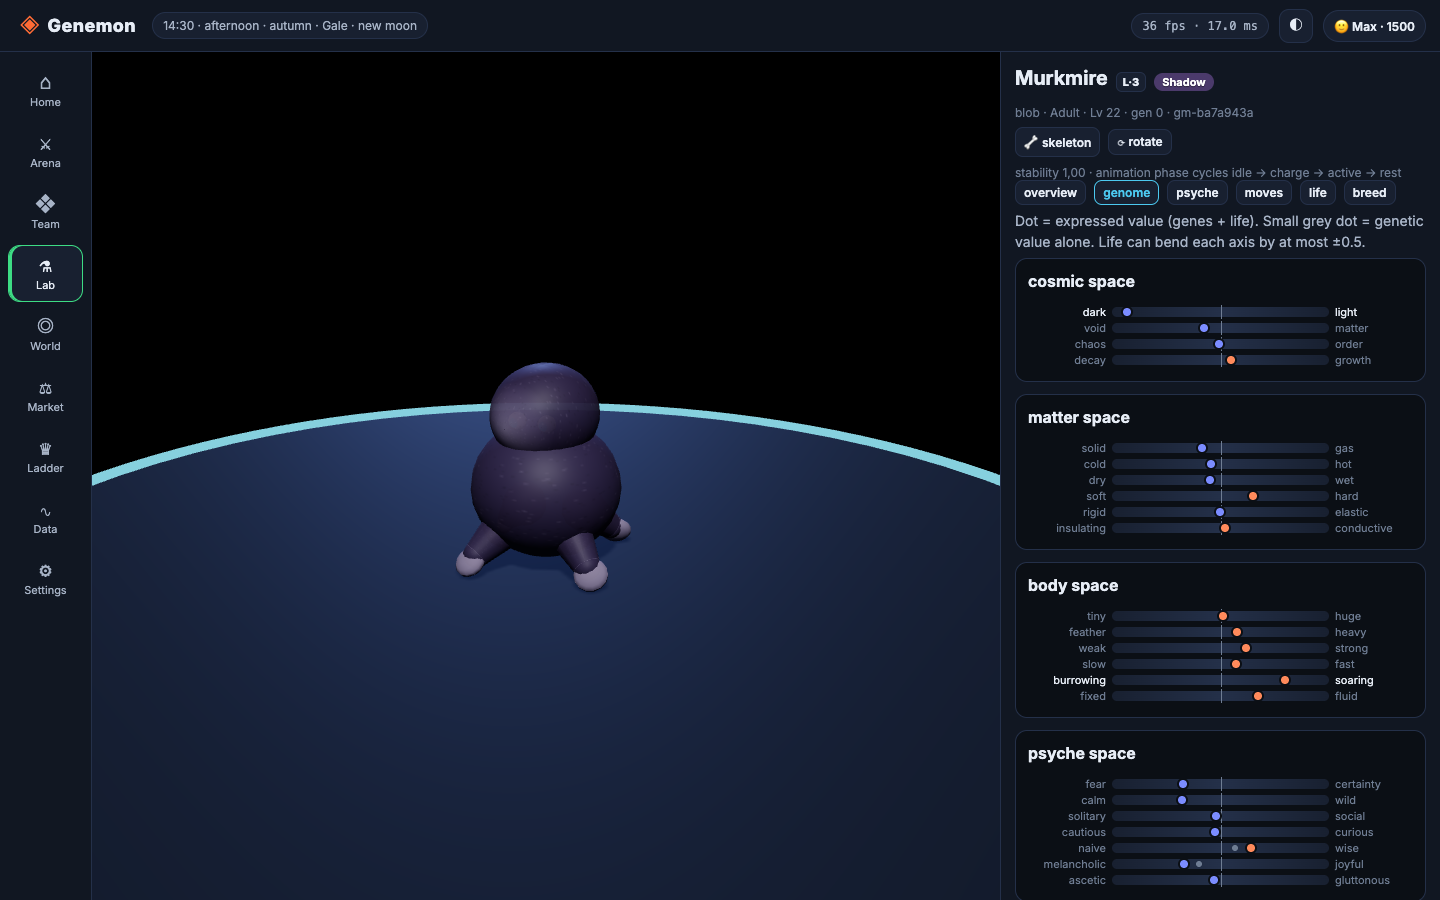 Genemon
14:30 · afternoon · autumn · Gale · new moon
36 fps · 17.0 ms
Max · 1500
Home
Arena
Team
Lab
World
Market
Ladder
Data
Settings
Murkmire L·3 Shadow
blob · Adult · Lv 22 · gen 0 · gm-ba7a943a
skeleton rotate
stability 1,00 · animation phase cycles idle → charge → active → rest
overview genome psyche moves life breed
Dot = expressed value (genes + life). Small grey dot = genetic
value alone. Life can bend each axis by at most ±0.5.
cosmic space
dark light
void matter
chaos order
decay growth
matter space
solid gas
cold hot
dry wet
soft hard
rigid elastic
insulating conductive
body space
tiny huge
feather heavy
weak strong
slow fast
burrowing soaring
fixed fluid
psyche space
fear certainty
calm wild
solitary social
cautious curious
naive wise
melancholic joyful
ascetic gluttonous